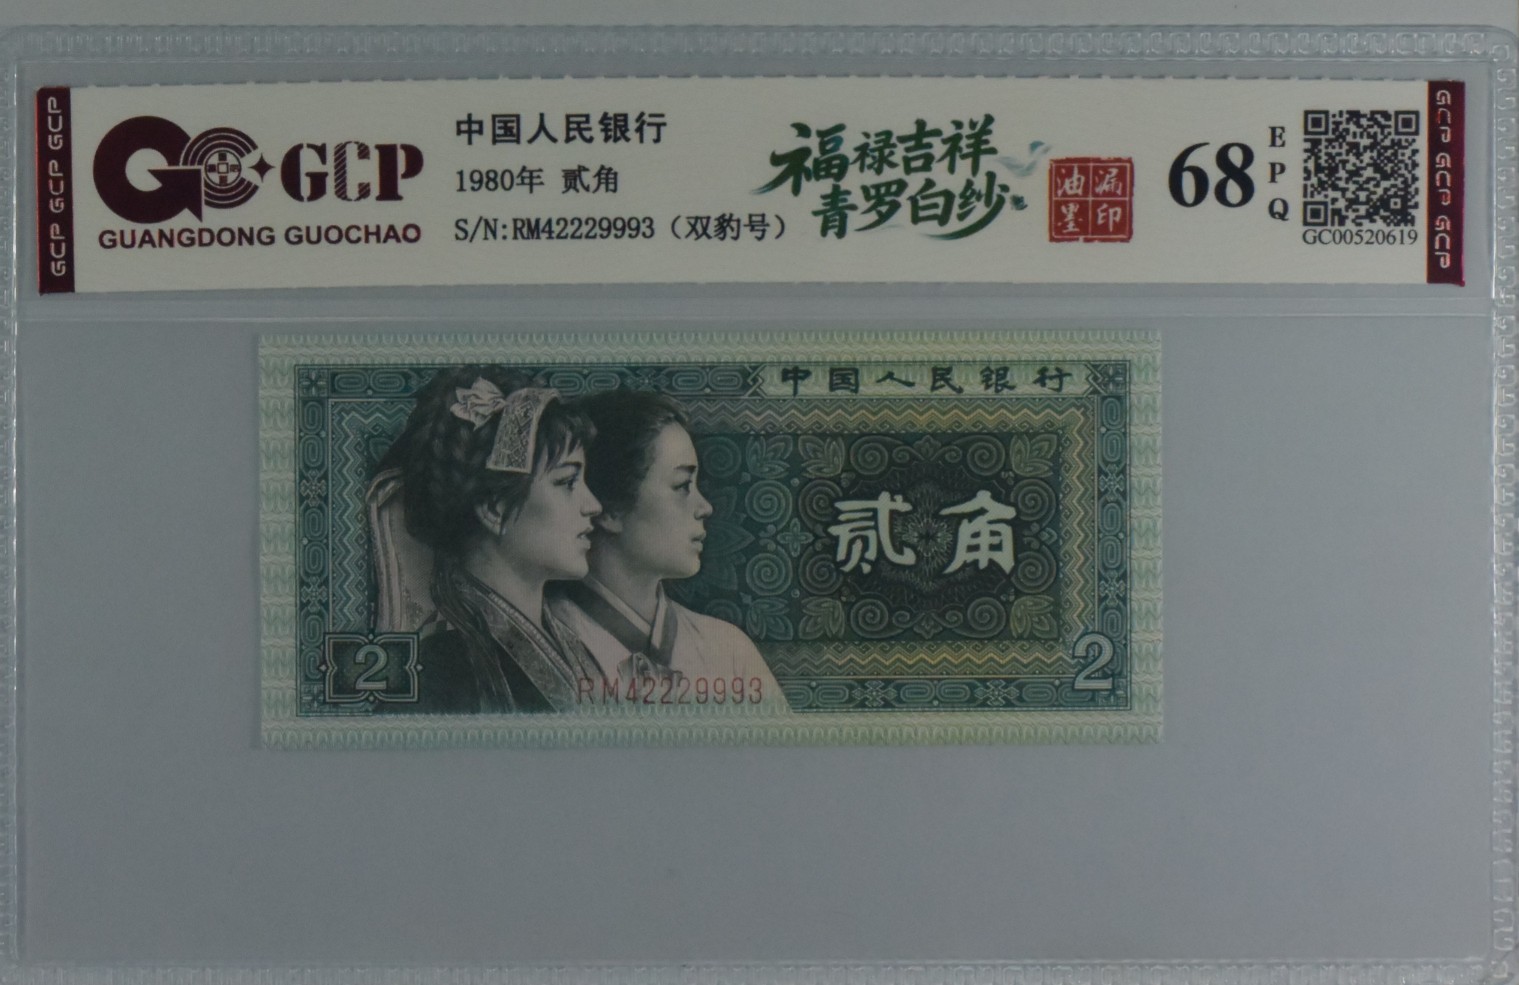 GCP GCP GCP
GCP
GUANGDONG GUOCHAO
中国人民银行
1980年 贰角
S/N:RM42229993（双豹号）
福禄吉祥
青罗白纱
油漏
墨印
68
EPQ
GC00520619
GCP GCP GCP
中国人民银行
贰角
2
2
RM42229993